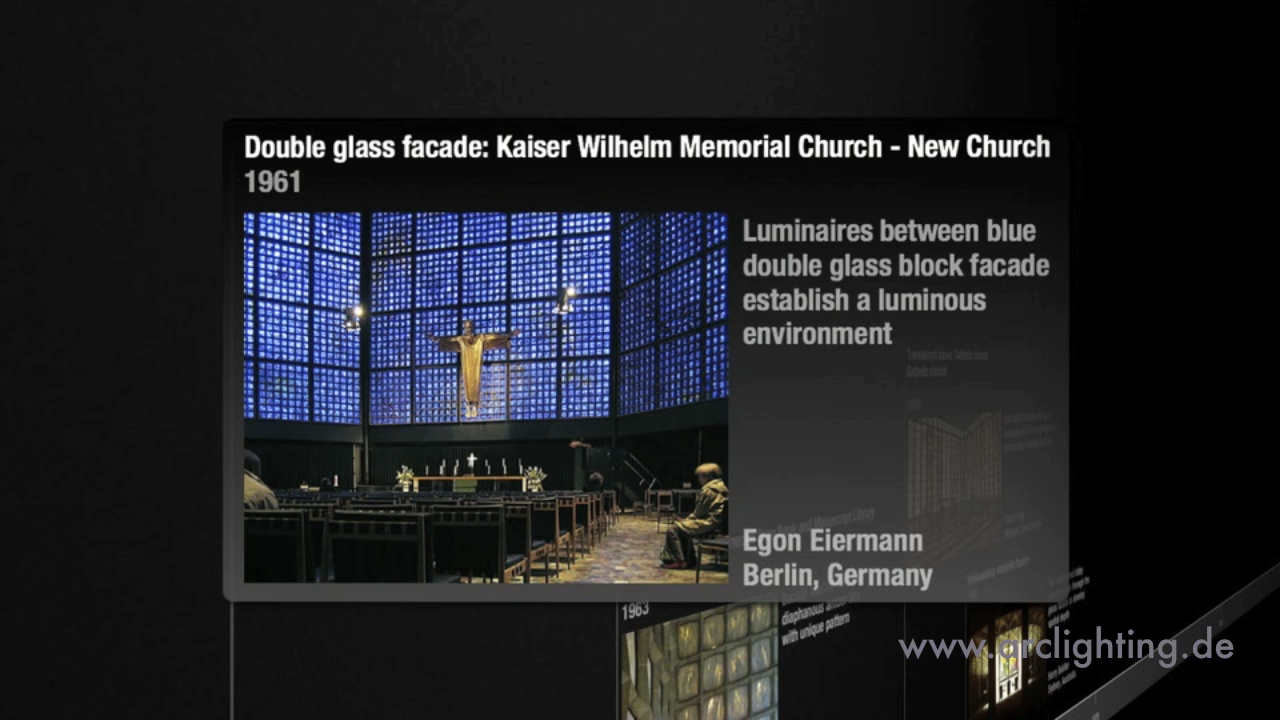 Double glass facade: Kaiser Wilhelm Memorial Church - New Church
1961
Luminaires between blue
double glass block facade
establish a luminous
environment
Egon Eiermann
Berlin, Germany
1963
diaphanous
with unique pattern
www.arclighting.de